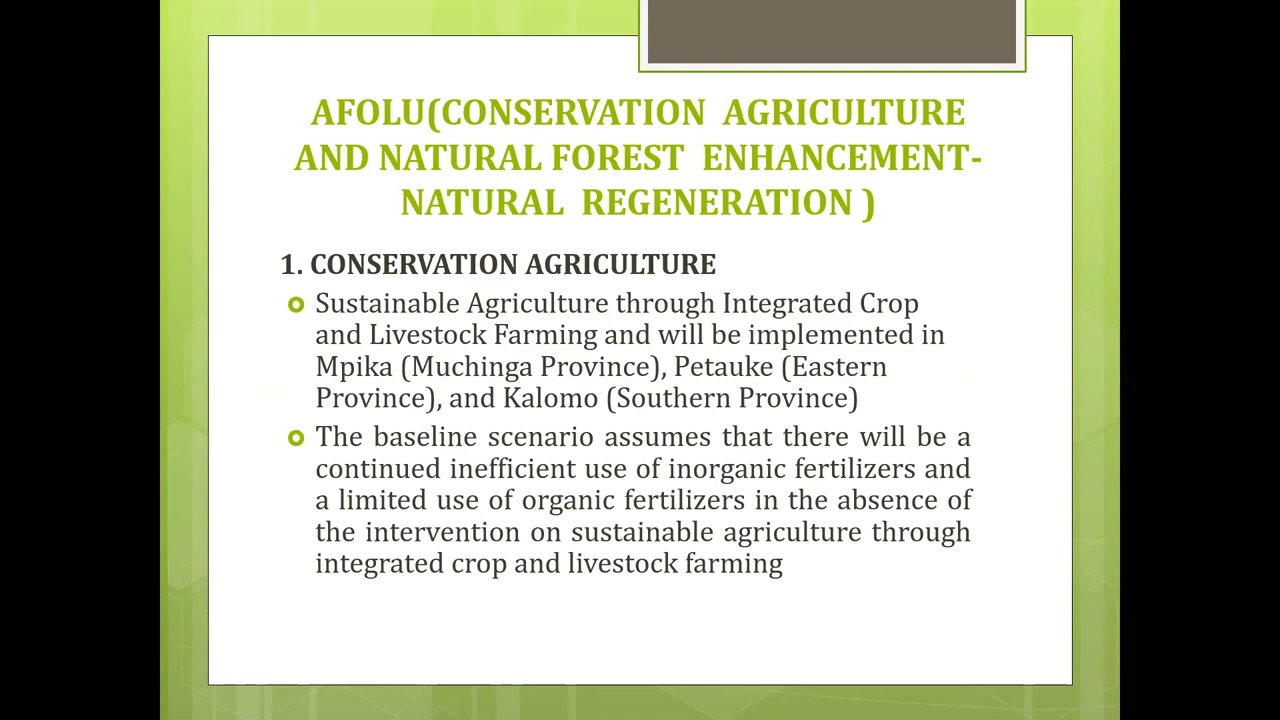 AFOLU(CONSERVATION AGRICULTURE
AND NATURAL FOREST ENHANCEMENT-
NATURAL REGENERATION )
1. CONSERVATION AGRICULTURE
Sustainable Agriculture through Integrated Crop
and Livestock Farming and will be implemented in
Mpika (Muchinga Province), Petauke (Eastern
Province), and Kalomo (Southern Province)
The baseline scenario assumes that there will be a
continued inefficient use of inorganic fertilizers and
a limited use of organic fertilizers in the absence of
the intervention on sustainable agriculture through
integrated crop and livestock farming